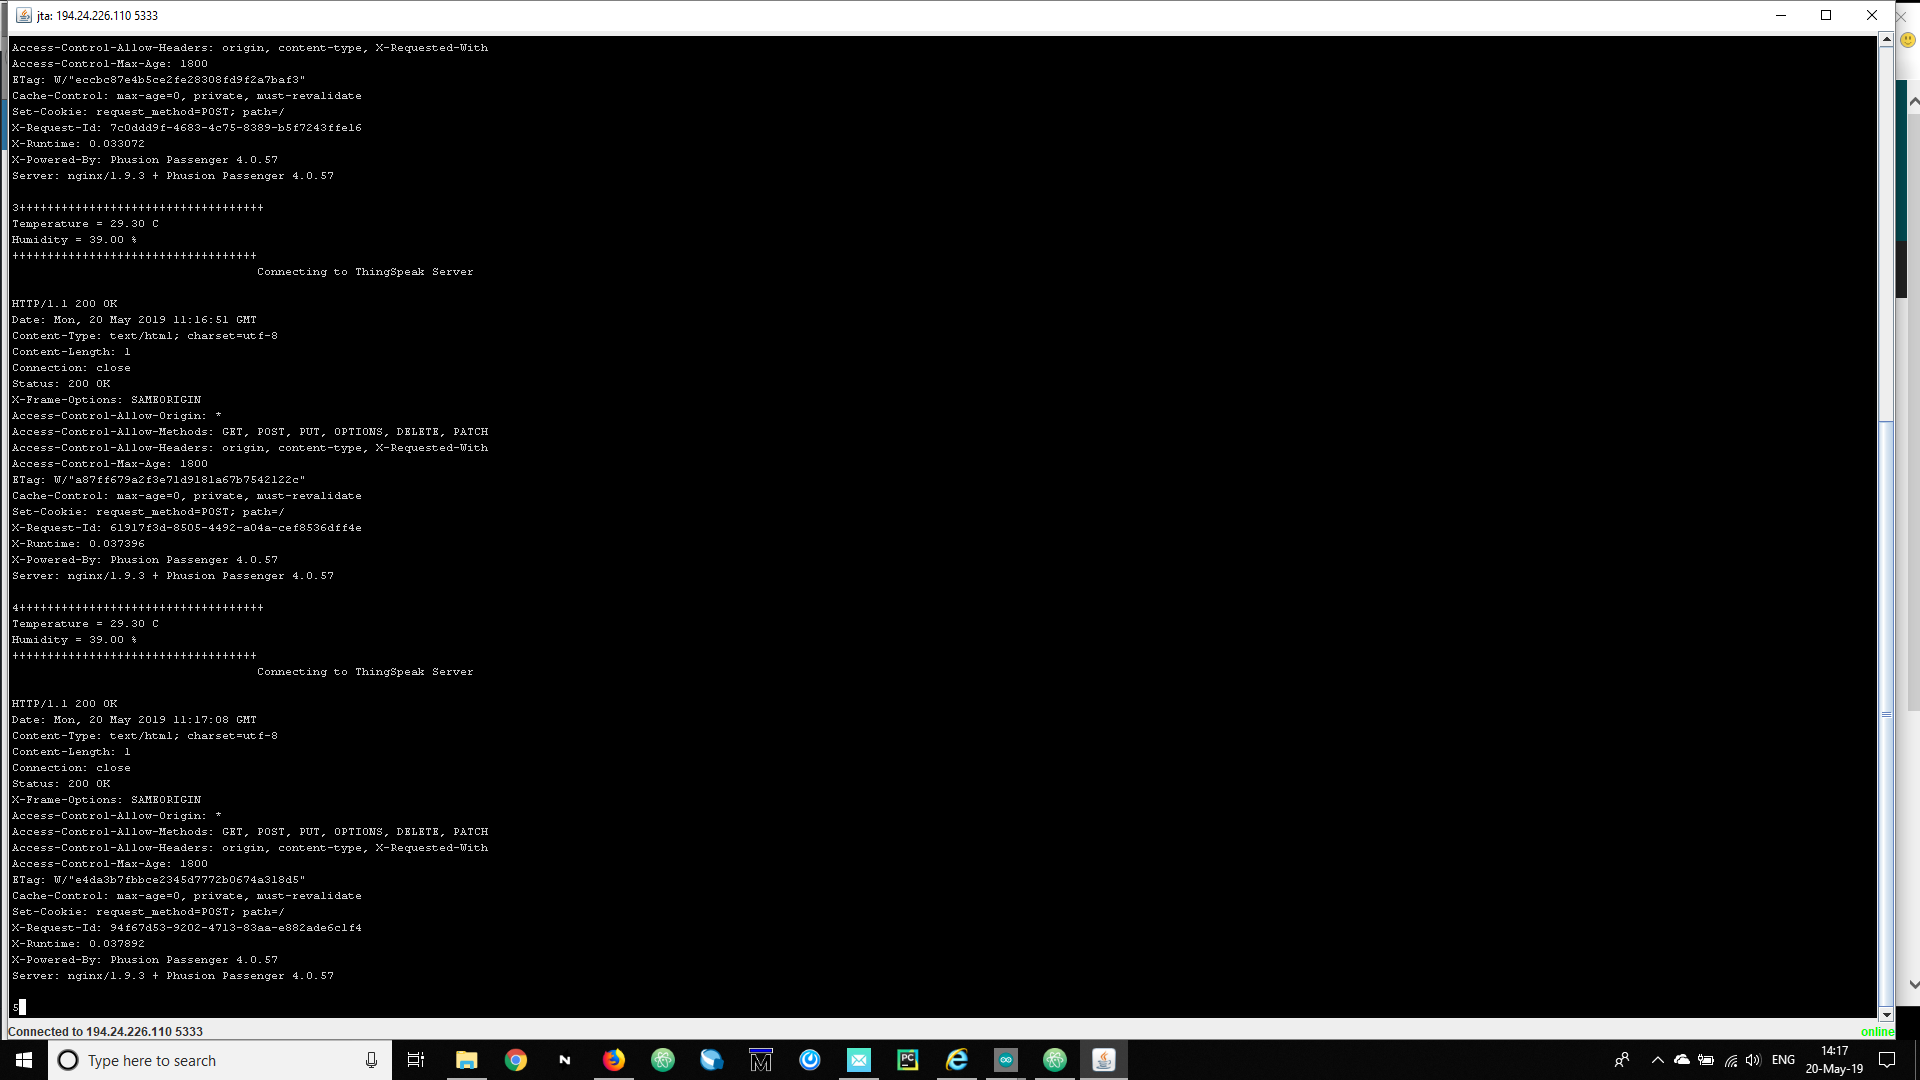 jta: 194.24.226.110 5333
Access-Control-Allow-Headers: origin, content-type, X-Requested-With
Access-Control-Max-Age: 1800
ETag: W/"eccbc87e4b5ce2fe28308fd9f2a7baf3"
Cache-Control: max-age=0, private, must-revalidate
Set-Cookie: request_method=POST; path=/
X-Request-Id: 7c0ddd9f-4683-4c75-8389-b5f7243ffe16
X-Runtime: 0.033072
X-Powered-By: Phusion Passenger 4.0.57
Server: nginx/1.9.3 + Phusion Passenger 4.0.57
3+++++++++++++++++++++++++++++++++++
Temperature = 29.30 C
Humidity = 39.00 %
+++++++++++++++++++++++++++++++++++
Connecting to ThingSpeak Server
HTTP/1.1 200 OK
Date: Mon, 20 May 2019 11:16:51 GMT
Content-Type: text/html; charset=utf-8
Content-Length: 1
Connection: close
Status: 200 OK
X-Frame-Options: SAMEORIGIN
Access-Control-Allow-Origin: *
Access-Control-Allow-Methods: GET, POST, PUT, OPTIONS, DELETE, PATCH
Access-Control-Allow-Headers: origin, content-type, X-Requested-With
Access-Control-Max-Age: 1800
ETag: W/"a87ff679a2f3e71d9181a67b7542122c"
Cache-Control: max-age=0, private, must-revalidate
Set-Cookie: request_method=POST; path=/
X-Request-Id: 61917f3d-8505-4492-a04a-cef8536dff4e
X-Runtime: 0.037396
X-Powered-By: Phusion Passenger 4.0.57
Server: nginx/1.9.3 + Phusion Passenger 4.0.57
4+++++++++++++++++++++++++++++++++++
Temperature = 29.30 C
Humidity = 39.00 %
+++++++++++++++++++++++++++++++++++
Connecting to ThingSpeak Server
HTTP/1.1 200 OK
Date: Mon, 20 May 2019 11:17:08 GMT
Content-Type: text/html; charset=utf-8
Content-Length: 1
Connection: close
Status: 200 OK
X-Frame-Options: SAMEORIGIN
Access-Control-Allow-Origin: *
Access-Control-Allow-Methods: GET, POST, PUT, OPTIONS, DELETE, PATCH
Access-Control-Allow-Headers: origin, content-type, X-Requested-With
Access-Control-Max-Age: 1800
ETag: W/"e4da3b7fbbce2345d7772b0674a318d5"
Cache-Control: max-age=0, private, must-revalidate
Set-Cookie: request_method=POST; path=/
X-Request-Id: 94f67d53-9202-4713-83aa-e882ade6c1f4
X-Runtime: 0.037892
X-Powered-By: Phusion Passenger 4.0.57
Server: nginx/1.9.3 + Phusion Passenger 4.0.57
5
Connected to 194.24.226.110 5333
online
Type here to search
N
M
PC
ENG
14:17
20-May-19